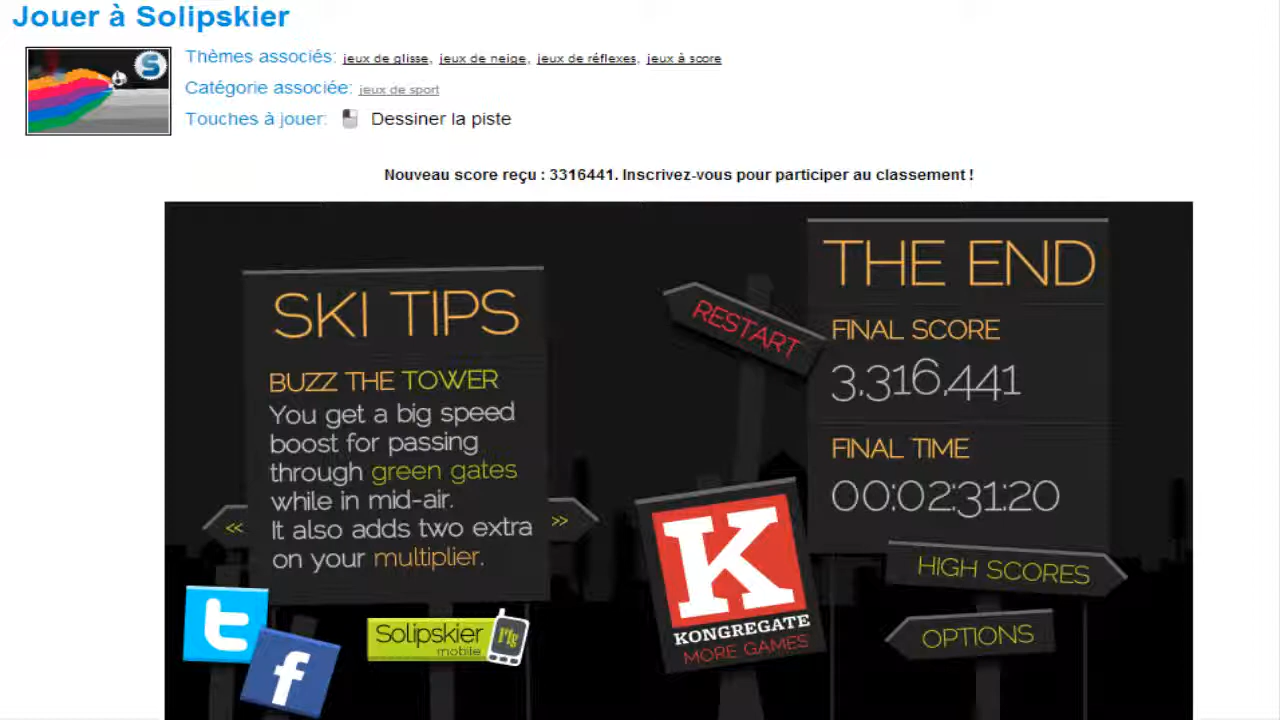 Jouer à Solipskier
Thèmes associés: jeux de glisse, jeux de neige, jeux de réflexes, jeux à score
Catégorie associée: jeux de sport
Touches à jouer: Dessiner la piste
Nouveau score reçu : 3316441. Inscrivez-vous pour participer au classement !
SKI TIPS
BUZZ THE TOWER
You get a big speed
boost for passing
through green gates
while in mid-air.
It also adds two extra
on your multiplier.
<<
>>
Solipskier
mobile
RESTART
THE END
FINAL SCORE
3,316,441
FINAL TIME
00:02:31:20
K
KONGREGATE
MORE GAMES
HIGH SCORES
OPTIONS